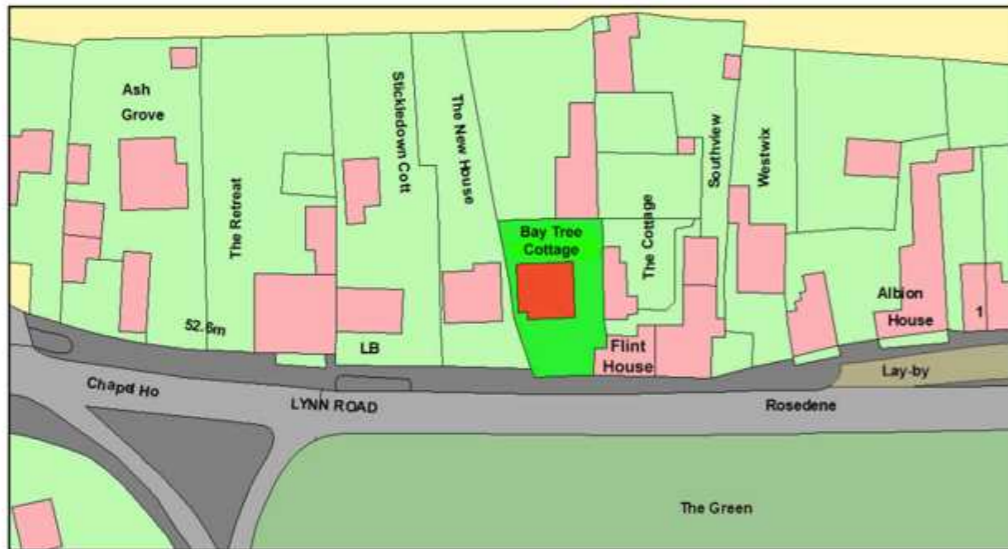 Ash
Grove
The Retreat
Stickledown Cott
The New House
Bay Tree
Cottage
The Cottage
Southview
Westwix
Albion
House
1
52.6m
LB
Flint
House
Lay-by
Chapel Ho
LYNN ROAD
Rosedene
The Green